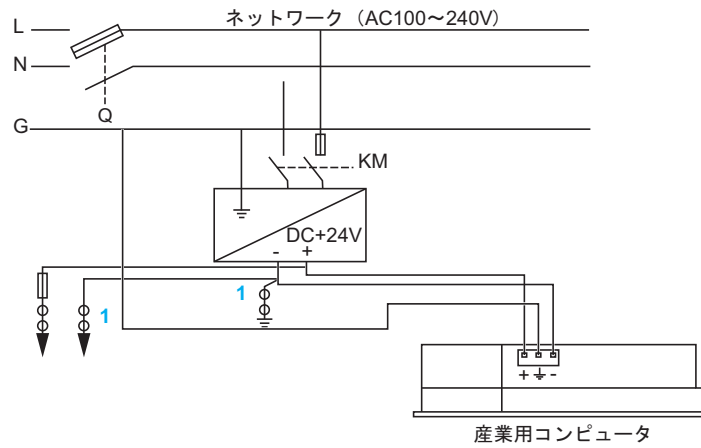 ネットワーク（AC100～240V）
L
N
Q
G
KM
DC+24V
- +
1
1
+ -
産業用コンピュータ